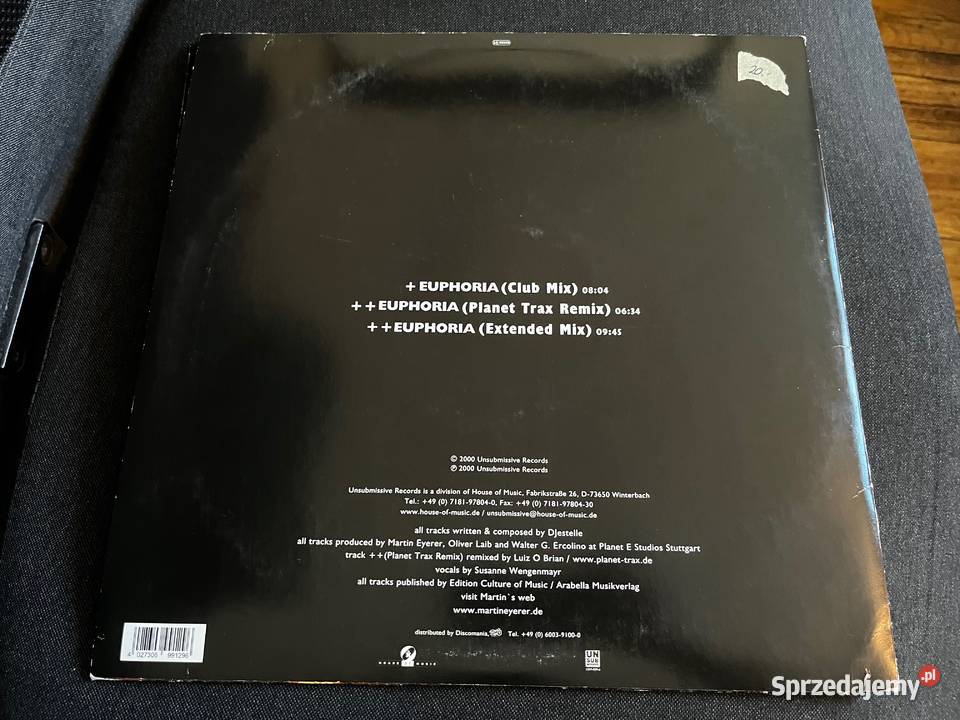 20,-
+ EUPHORIA (Club Mix) 08:04
+ + EUPHORIA (Planet Trax Remix) 06:34
+ + EUPHORIA (Extended Mix) 09:45
© 2000 Unsubmissive Records
℗ 2000 Unsubmissive Records
Unsubmissive Records is a division of House of Music, Fabrikstraße 26, D-73650 Winterbach
Tel.: +49 (0) 7181-97804-0, Fax: +49 (0) 7181-97804-30
www.house-of-music.de / unsubmissive@house-of-music.de
all tracks written & composed by DJestelle
all tracks produced by Martin Eyerer, Oliver Laib and Walter G. Ercolino at Planet E Studios Stuttgart
track ++(Planet Trax Remix) remixed by Luiz O Brian / www.planet-trax.de
vocals by Susanne Wengenmayr
all tracks published by Edition Culture of Music / Arabella Musikverlag
visit Martin`s web
www.martineyerer.de
distributed by Discomania, Tel. +49 (0) 6003-9100-0
4 027305 991296
HOUSE MUSIC
UN
SUB
Sprzedajemy.pl